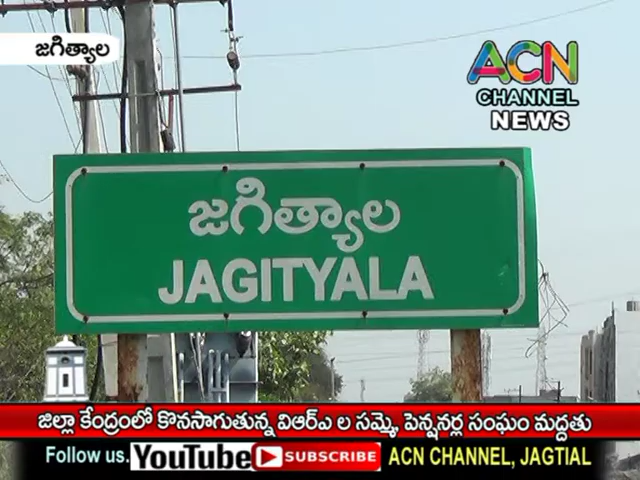 జగిత్యాల
ACN
CHANNEL
NEWS
జగిత్యాల
JAGITYALA
జిల్లా కేంద్రంలో కొనసాగుతున్న విఆర్ఎ ల సమ్మె, పెన్షనర్ల సంఘం మద్దతు
Follow us. YouTube SUBSCRIBE ACN CHANNEL, JAGTIAL